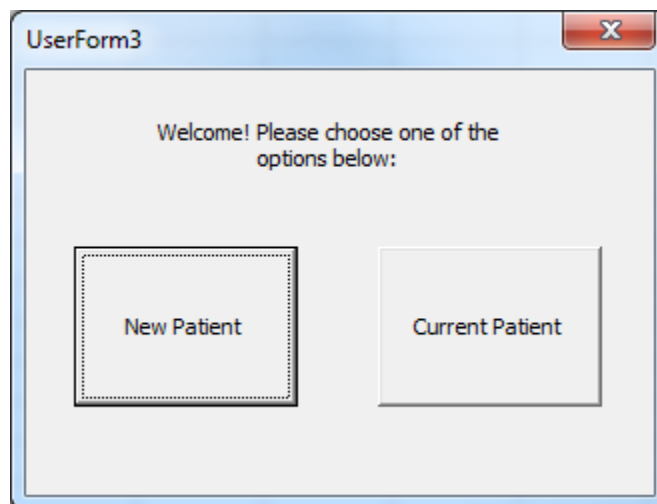 UserForm3
Welcome! Please choose one of the
options below:
New Patient
Current Patient